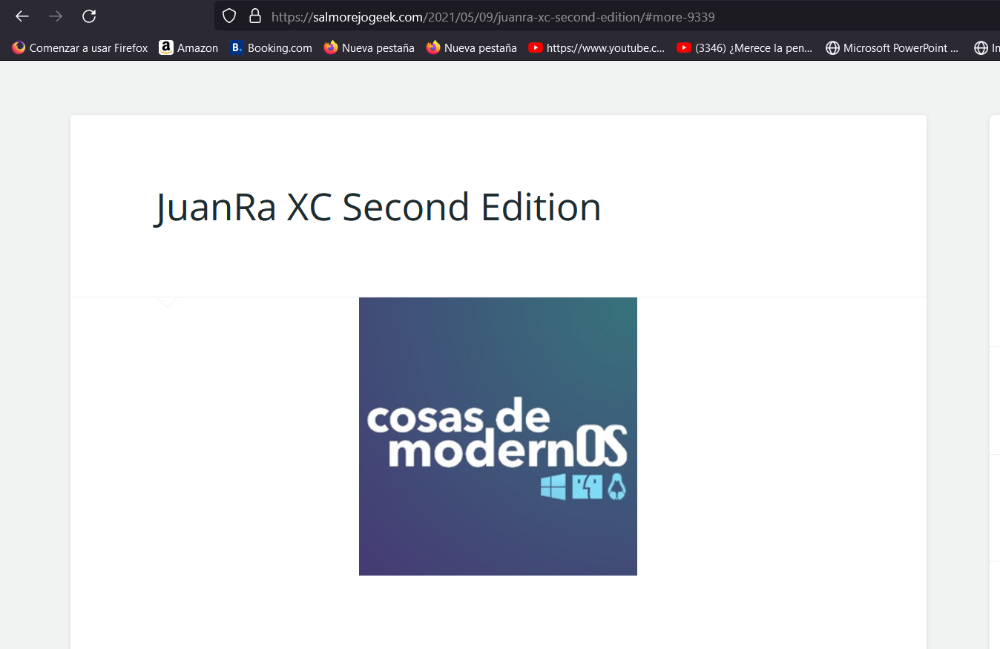 https://salmorejogeek.com/2021/05/09/juanra-xc-second-edition/#more-9339
Comenzar a usar Firefox Amazon Booking.com Nueva pestaña Nueva pestaña https://www.youtube.c... (3346) ¿Merece la pen... Microsoft PowerPoint ... In
JuanRa XC Second Edition
cosas de
modernOS